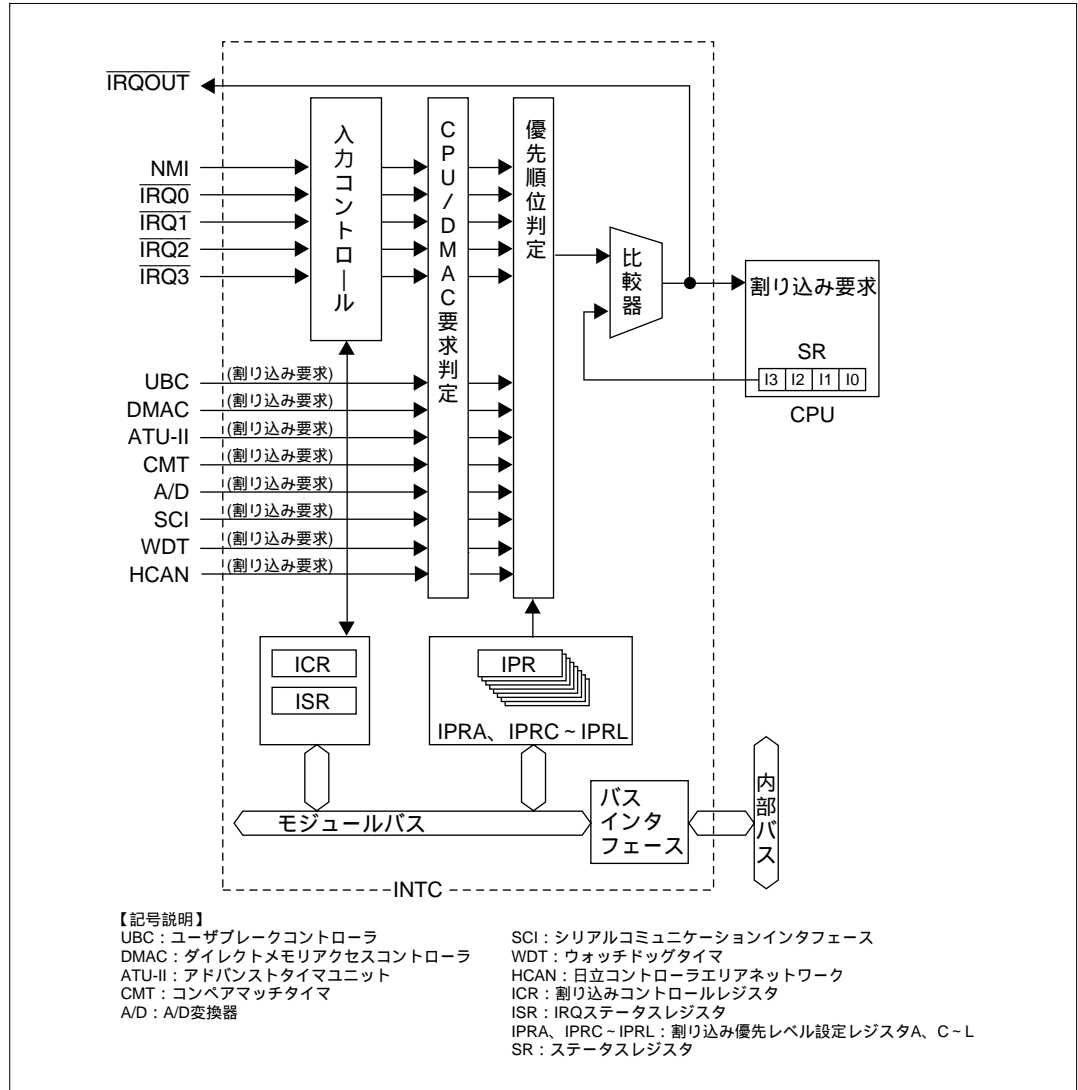 IRQOUT
NMI
IRQ0
IRQ1
IRQ2
IRQ3
入力コントロール
CPU/DMAC要求判定
優先順位判定
比較器
割り込み要求
SR
I3 I2 I1 I0
CPU
UBC (割り込み要求)
DMAC (割り込み要求)
ATU-II (割り込み要求)
CMT (割り込み要求)
A/D (割り込み要求)
SCI (割り込み要求)
WDT (割り込み要求)
HCAN (割り込み要求)
ICR
ISR
IPR
IPRA、IPRC～IPRL
モジュールバス
バス
インタ
フェース
内部バス
INTC
【記号説明】
UBC：ユーザブレークコントローラ
DMAC：ダイレクトメモリアクセスコントローラ
ATU-II：アドバンストタイマユニット
CMT：コンペアマッチタイマ
A/D：A/D変換器
SCI：シリアルコミュニケーションインタフェース
WDT：ウォッチドッグタイマ
HCAN：日立コントローラエリアネットワーク
ICR：割り込みコントロールレジスタ
ISR：IRQステータスレジスタ
IPRA、IPRC～IPRL：割り込み優先レベル設定レジスタA、C～L
SR：ステータスレジスタ